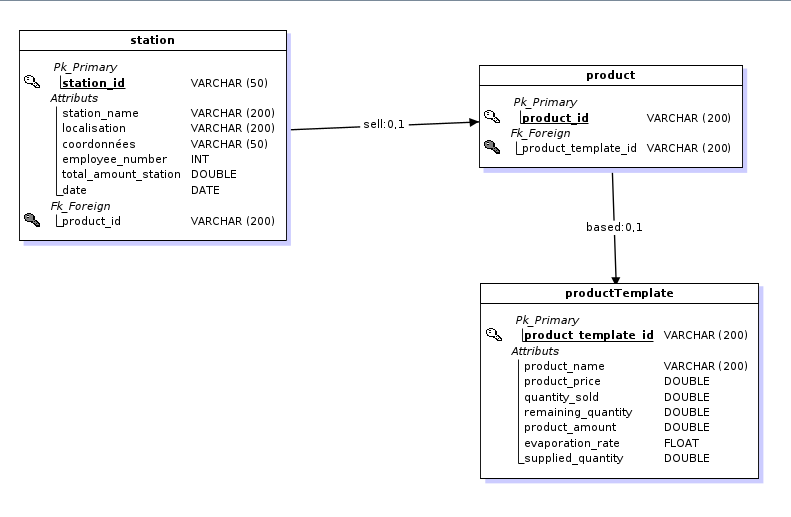 station
Pk_Primary
station_id VARCHAR (50)
Attributs
station_name VARCHAR (200)
localisation VARCHAR (200)
coordonnées VARCHAR (50)
employee_number INT
total_amount_station DOUBLE
date DATE
Fk_Foreign
product_id VARCHAR (200)
sell:0,1
product
Pk_Primary
product_id VARCHAR (200)
Fk_Foreign
product_template_id VARCHAR (200)
based:0,1
productTemplate
Pk_Primary
product_template_id VARCHAR (200)
Attributs
product_name VARCHAR (200)
product_price DOUBLE
quantity_sold DOUBLE
remaining_quantity DOUBLE
product_amount DOUBLE
evaporation_rate FLOAT
supplied_quantity DOUBLE